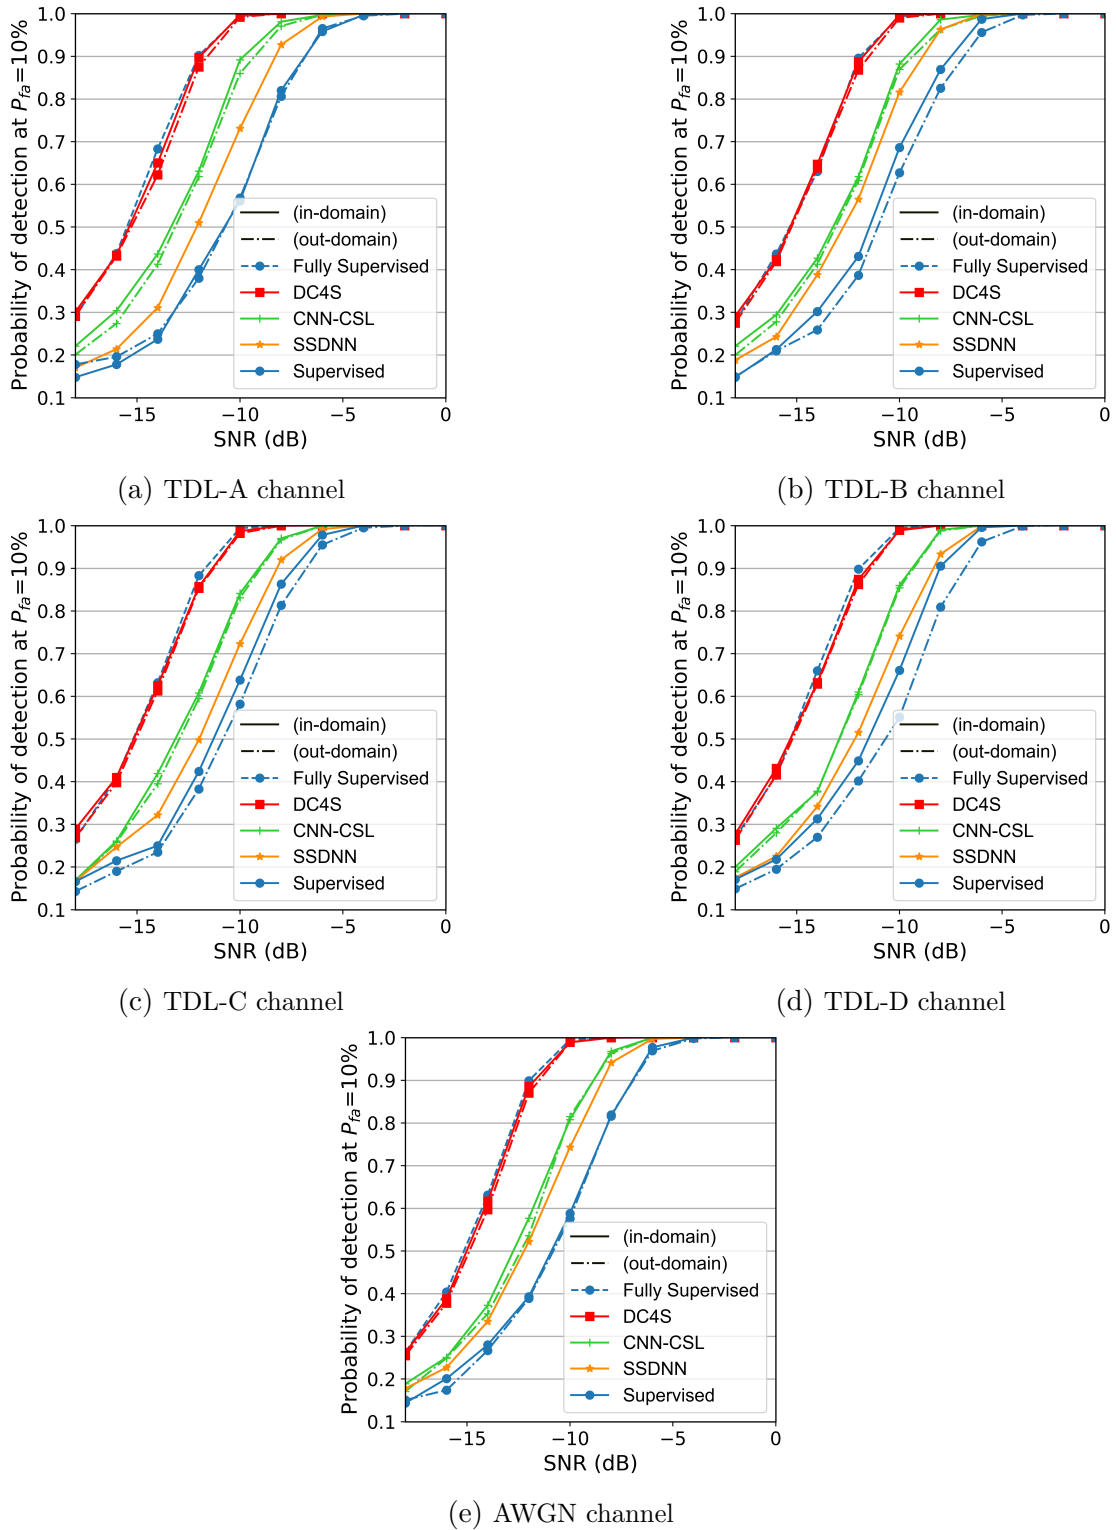 Probability of detection at P_fa=10%
1.0
0.9
0.8
0.7
0.6
0.5
0.4
0.3
0.2
0.1
(in-domain)
(out-domain)
Fully Supervised
DC4S
CNN-CSL
SSDNN
Supervised
−15 −10 −5 0
SNR (dB)
(a) TDL-A channel
Probability of detection at P_fa=10%
1.0
0.9
0.8
0.7
0.6
0.5
0.4
0.3
0.2
0.1
(in-domain)
(out-domain)
Fully Supervised
DC4S
CNN-CSL
SSDNN
Supervised
−15 −10 −5 0
SNR (dB)
(b) TDL-B channel
Probability of detection at P_fa=10%
1.0
0.9
0.8
0.7
0.6
0.5
0.4
0.3
0.2
0.1
(in-domain)
(out-domain)
Fully Supervised
DC4S
CNN-CSL
SSDNN
Supervised
−15 −10 −5 0
SNR (dB)
(c) TDL-C channel
Probability of detection at P_fa=10%
1.0
0.9
0.8
0.7
0.6
0.5
0.4
0.3
0.2
0.1
(in-domain)
(out-domain)
Fully Supervised
DC4S
CNN-CSL
SSDNN
Supervised
−15 −10 −5 0
SNR (dB)
(d) TDL-D channel
Probability of detection at P_fa=10%
1.0
0.9
0.8
0.7
0.6
0.5
0.4
0.3
0.2
0.1
(in-domain)
(out-domain)
Fully Supervised
DC4S
CNN-CSL
SSDNN
Supervised
−15 −10 −5 0
SNR (dB)
(e) AWGN channel